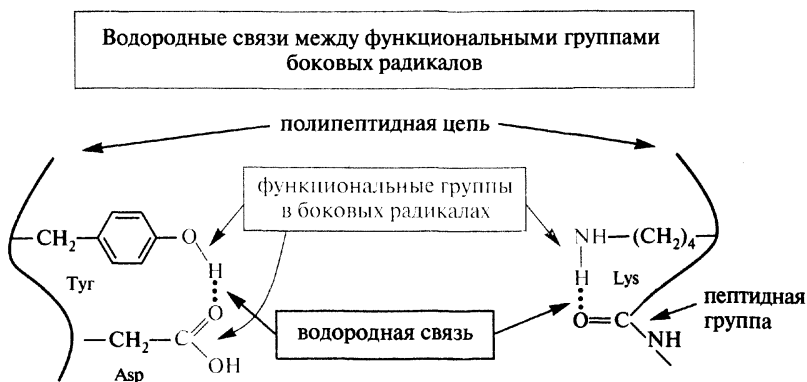 Водородные связи между функциональными группами
боковых радикалов
полипептидная цепь
функциональные группы
в боковых радикалах
CH₂
O
H
Tyr
NH—(CH₂)₄
H
Lys
O
CH₂—C
OH
Asp
водородная связь
O=C
NH
пептидная
группа